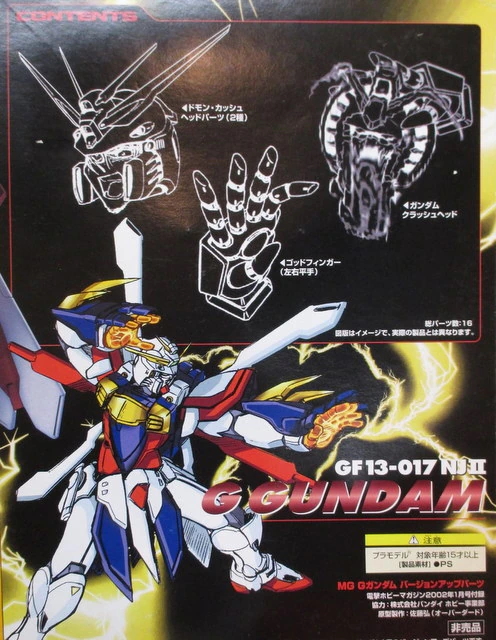 CONTENTS
◀ドモン・カッシュ
ヘッドパーツ(2種)
◀ガンダム
クラッシュヘッド
◀ゴッドフィンガー
(左右平手)
総パーツ数:16
図版はイメージで、実際の製品とは異なります。
GF13-017NJⅡ
G GUNDAM
⚠ 注意
プラモデル® 対象年齢15才以上
[製品素材] ●PS
MG Gガンダム バージョンアップパーツ
電撃ホビーマガジン2002年1月号付録
協力:株式会社バンダイ ホビー事業部
原型製作:佐藤弘(オーバーダード)
非売品